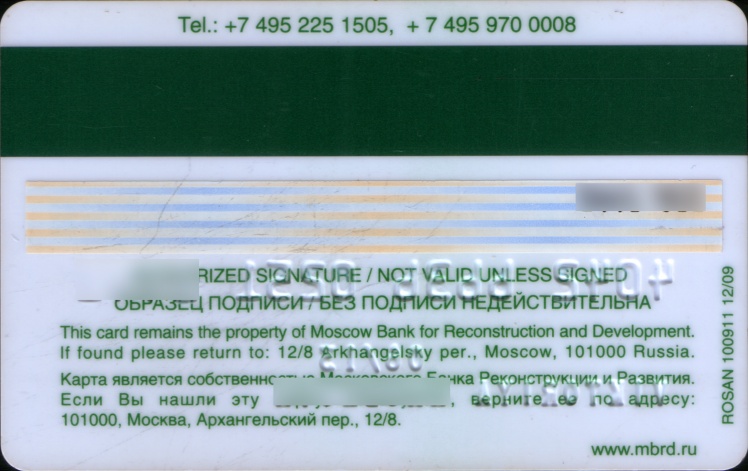 Tel.: +7 495 225 1505, + 7 495 970 0008
SIGNATURE / NOT VALID UNLESS SIGNED
ОБРАЗЕЦ ПОДПИСИ / БЕЗ ПОДПИСИ НЕДЕЙСТВИТЕЛЬНА
This card remains the property of Moscow Bank for Reconstruction and Development.
If found please return to: 12/8 Arkhangelsky per., Moscow, 101000 Russia.
Карта является собственностью Московского Банка Реконструкции и Развития.
Если Вы нашли эту верните ее по адресу:
101000, Москва, Архангельский пер., 12/8.
www.mbrd.ru
ROSAN 100911 12/09